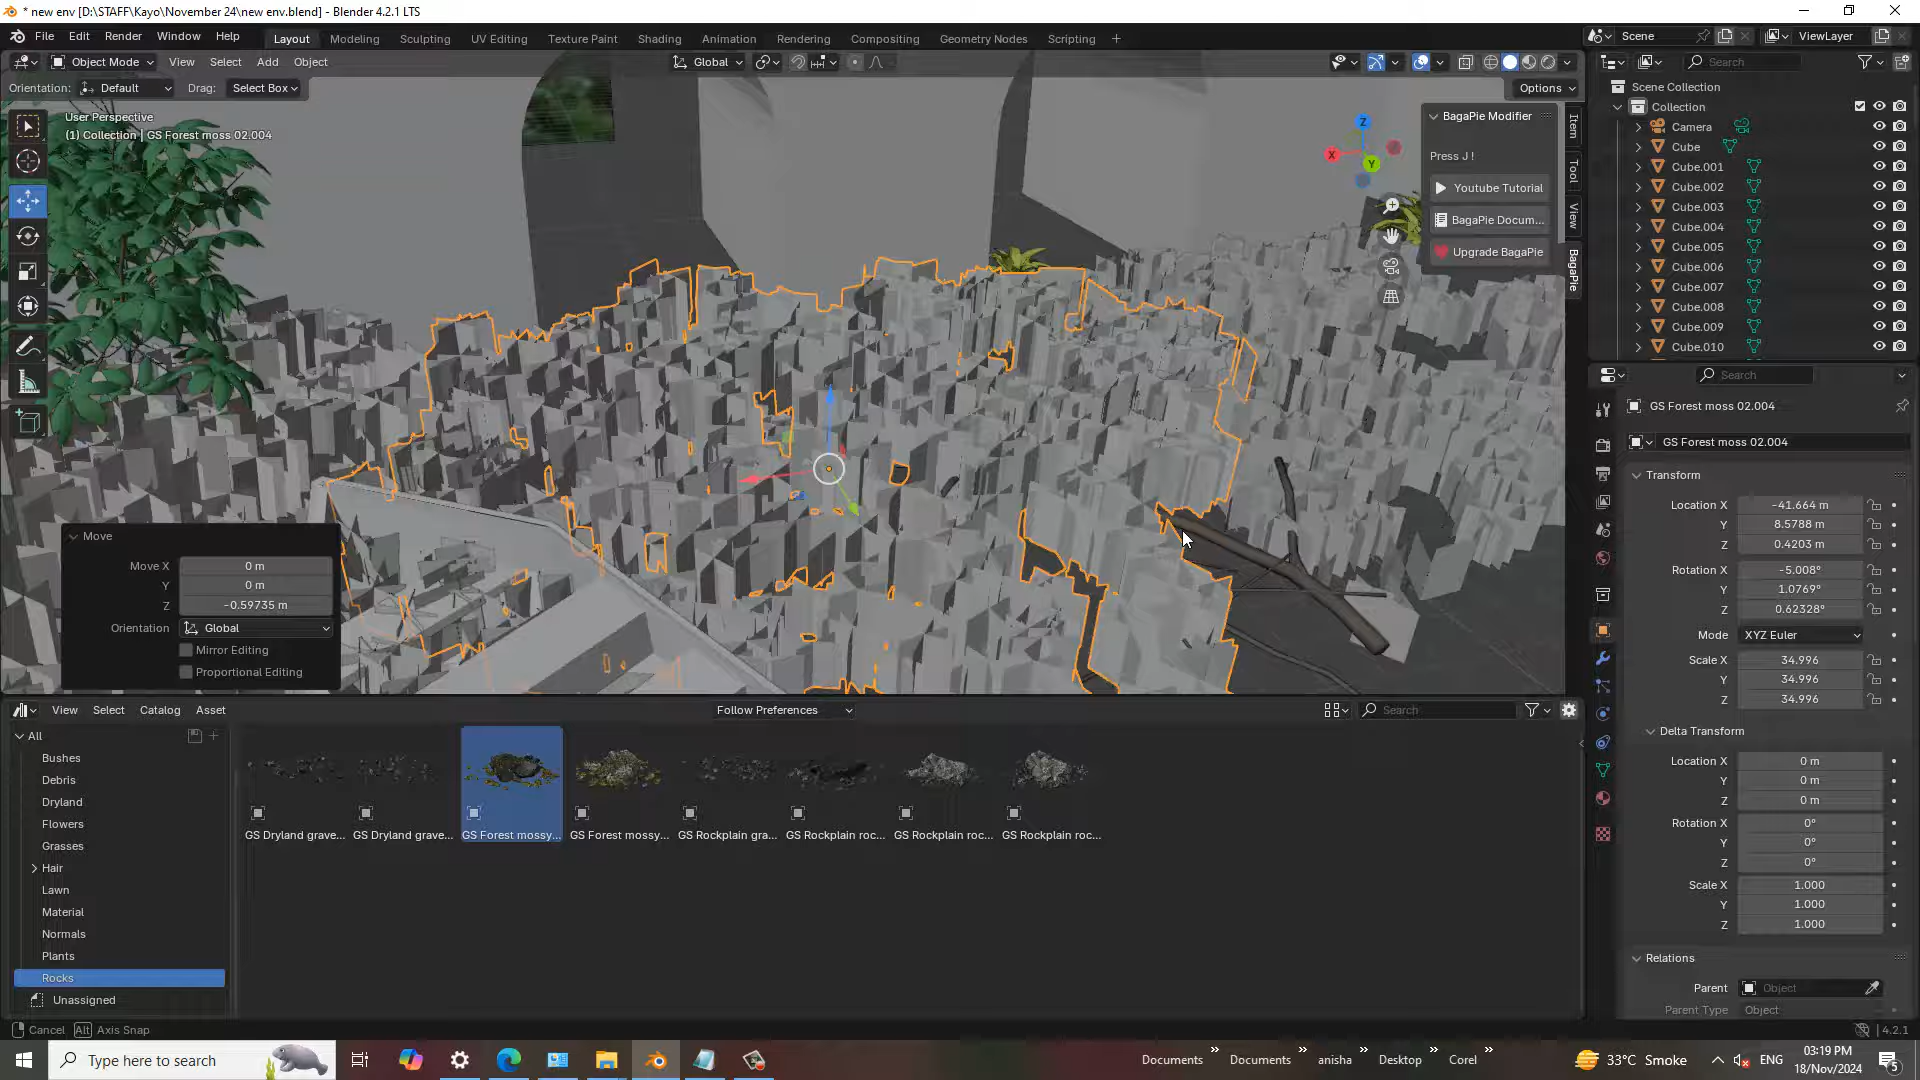 * new env [D:\STAFF\Kayo\November 24\new env.blend] - Blender 4.2.1 LTS
File Edit Render Window Help Layout Modeling Sculpting UV Editing Texture Paint Shading Animation Rendering Compositing Geometry Nodes Scripting + Scene ViewLayer
Object Mode View Select Add Object Global Search
Orientation: Default Drag: Select Box Options
User Perspective
(1) Collection | GS Forest moss 02.004
Z
X
Y
BagaPie Modifier
Press J !
Youtube Tutorial
BagaPie Docum...
Upgrade BagaPie
Item
Tool
View
BagaPie
Scene Collection
Collection
Camera
Cube
Cube.001
Cube.002
Cube.003
Cube.004
Cube.005
Cube.006
Cube.007
Cube.008
Cube.009
Cube.010
Search
GS Forest moss 02.004
GS Forest moss 02.004
Transform
Location X -41.664 m
Y 8.5788 m
Z 0.4203 m
Rotation X -5.008°
Y 1.0769°
Z 0.62328°
Mode XYZ Euler
Scale X 34.996
Y 34.996
Z 34.996
Delta Transform
Location X 0 m
Y 0 m
Z 0 m
Rotation X 0°
Y 0°
Z 0°
Scale X 1.000
Y 1.000
Z 1.000
Relations
Parent Object
Parent Type Object
Move
Move X 0 m
Y 0 m
Z -0.59735 m
Orientation Global
Mirror Editing
Proportional Editing
View Select Catalog Asset Follow Preferences Search
All
Bushes
Debris
Dryland
Flowers
Grasses
Hair
Lawn
Material
Normals
Plants
Rocks
Unassigned
GS Dryland grave... GS Dryland grave... GS Forest mossy... GS Forest mossy... GS Rockplain gra... GS Rockplain roc... GS Rockplain roc... GS Rockplain roc...
Cancel Alt Axis Snap 4.2.1
Type here to search Documents Documents anisha Desktop Corel 33°C Smoke ENG 03:19 PM
18/Nov/2024 5